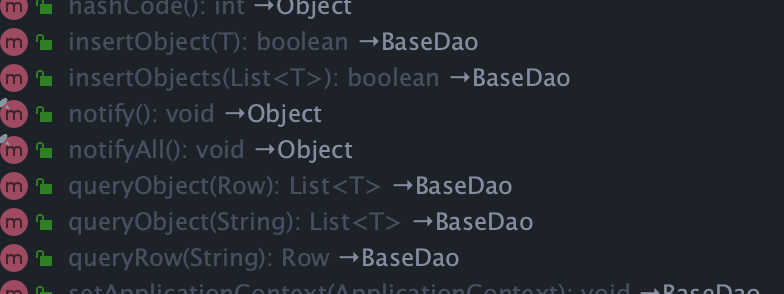 m hashCode(): int →Object
m insertObject(T): boolean →BaseDao
m insertObjects(List<T>): boolean →BaseDao
m notify(): void →Object
m notifyAll(): void →Object
m queryObject(Row): List<T> →BaseDao
m queryObject(String): List<T> →BaseDao
m queryRow(String): Row →BaseDao
m setApplicationContext(ApplicationContext): void →BaseDao